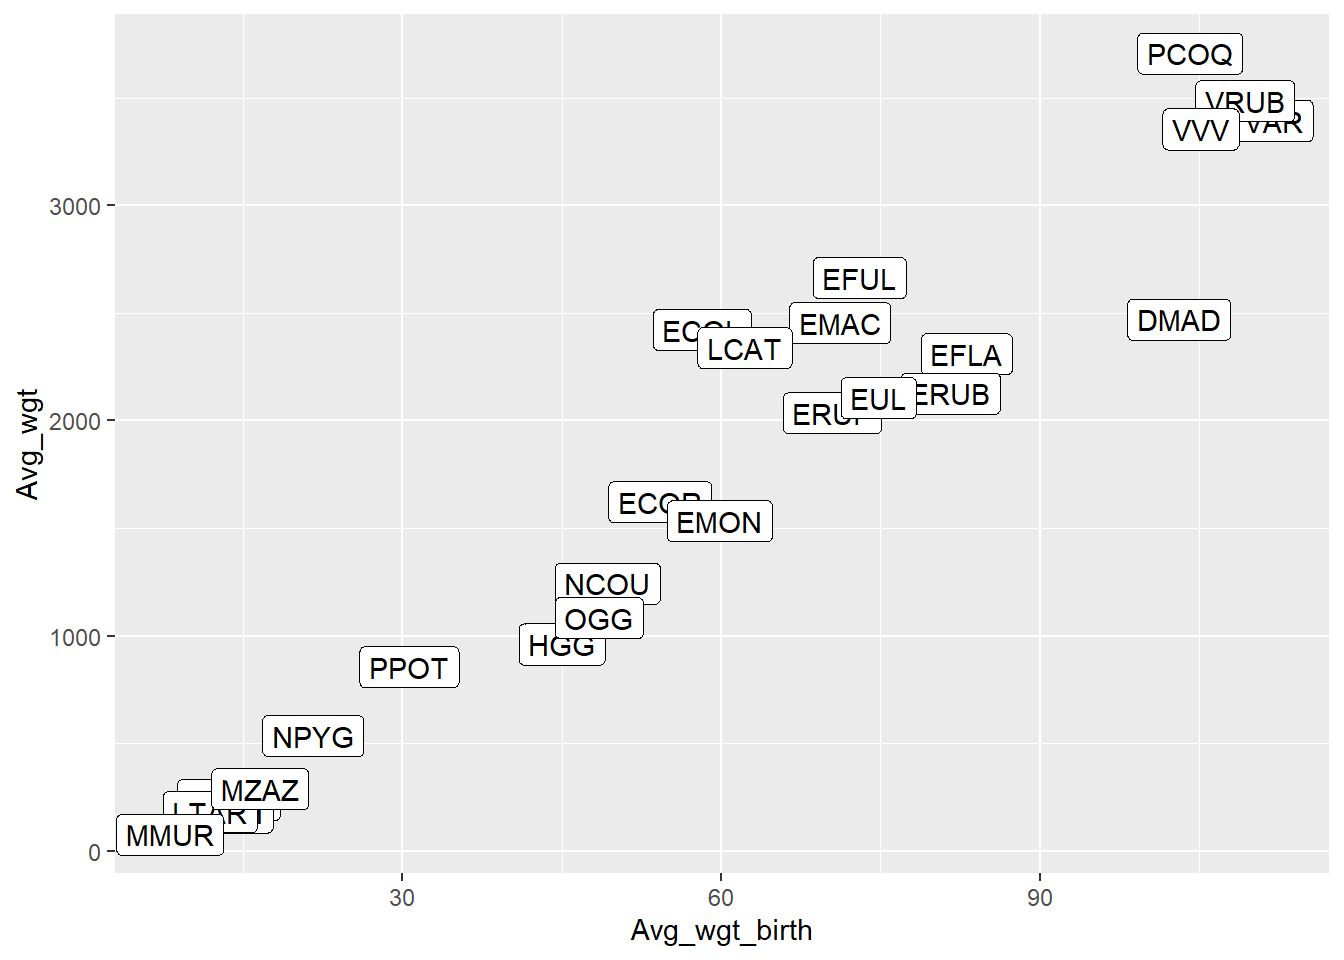 PCOQ
VRUB
VAR
VVV
3000
EFUL
DMAD
EMAC
LCAT
EFLA
ERUB
EUL
2000
EMON
NCOU
OGG
HGG
1000
PPOT
NPYG
MZAZ
MMUR
0
30
60
90
Avg_wgt_birth
Avg_wgt